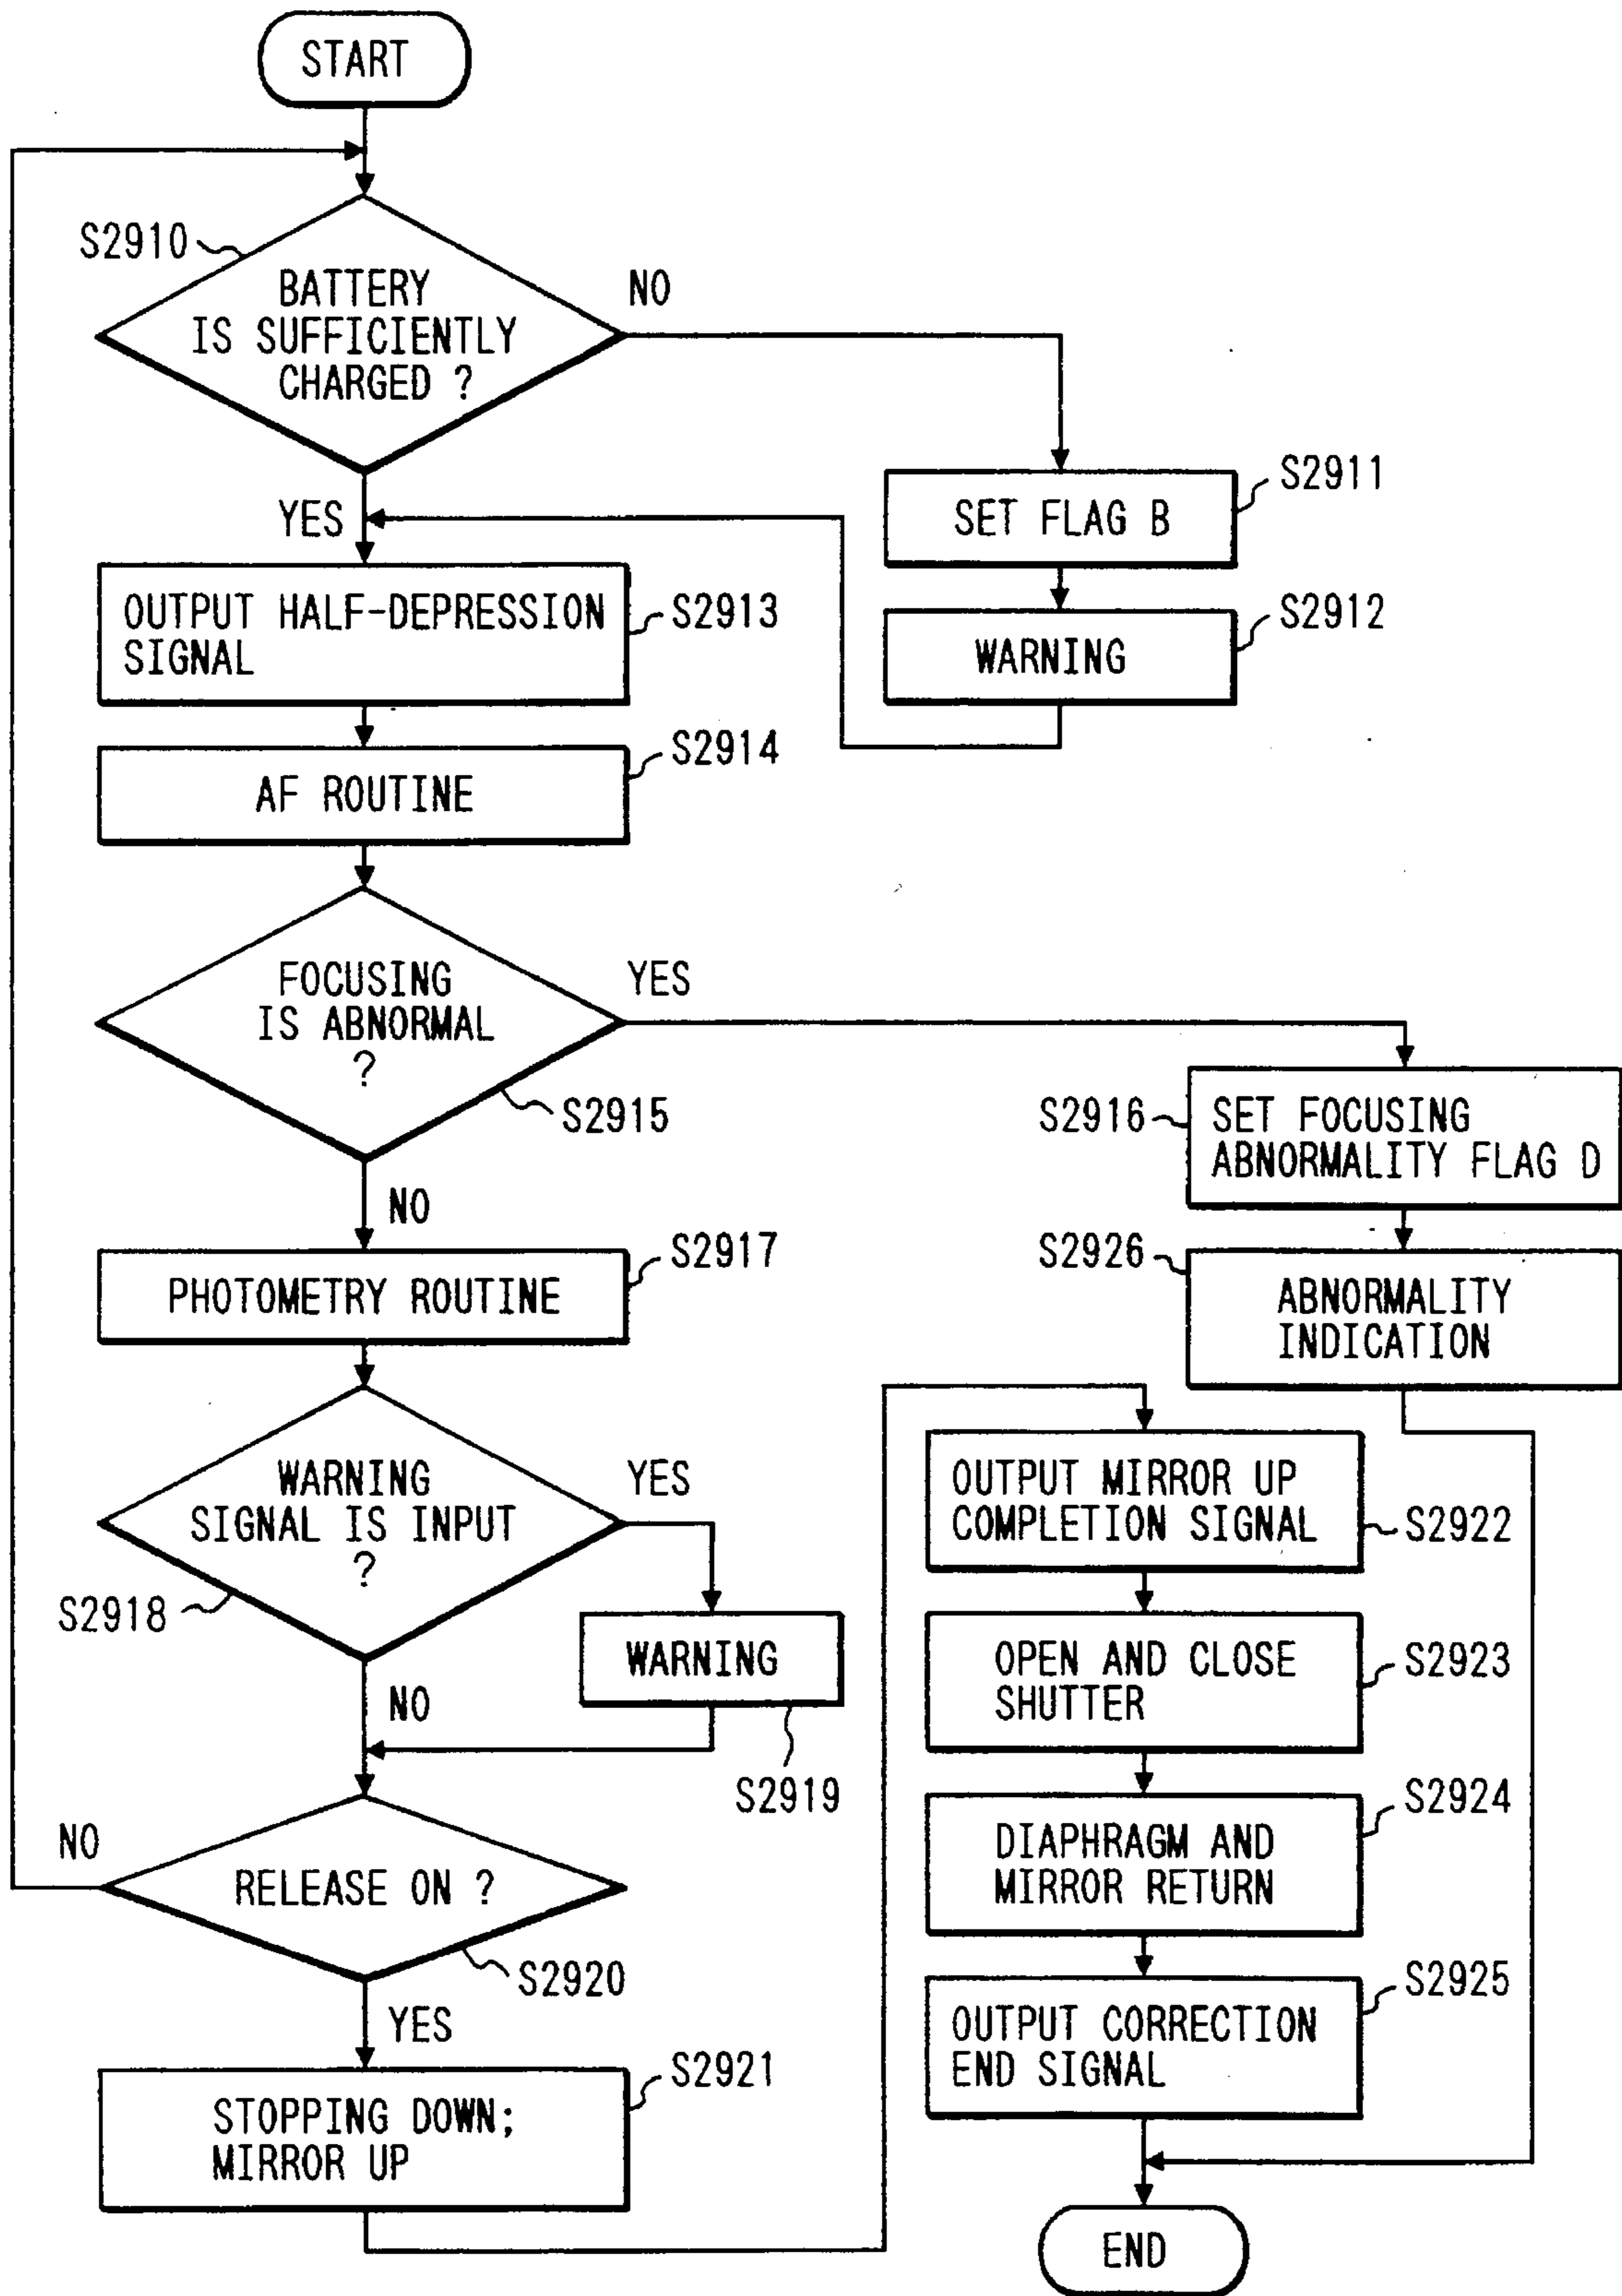 START
S2910
BATTERY
IS SUFFICIENTLY
CHARGED ?
NO
YES
SET FLAG B
S2911
WARNING
S2912
OUTPUT HALF-DEPRESSION
SIGNAL
S2913
AF ROUTINE
S2914
FOCUSING
IS ABNORMAL
?
YES
S2915
NO
S2916
SET FOCUSING
ABNORMALITY FLAG D
S2926
ABNORMALITY
INDICATION
PHOTOMETRY ROUTINE
S2917
WARNING
SIGNAL IS INPUT
?
YES
S2918
NO
WARNING
S2919
NO
RELEASE ON ?
S2920
YES
STOPPING DOWN;
MIRROR UP
S2921
OUTPUT MIRROR UP
COMPLETION SIGNAL
S2922
OPEN AND CLOSE
SHUTTER
S2923
DIAPHRAGM AND
MIRROR RETURN
S2924
OUTPUT CORRECTION
END SIGNAL
S2925
END